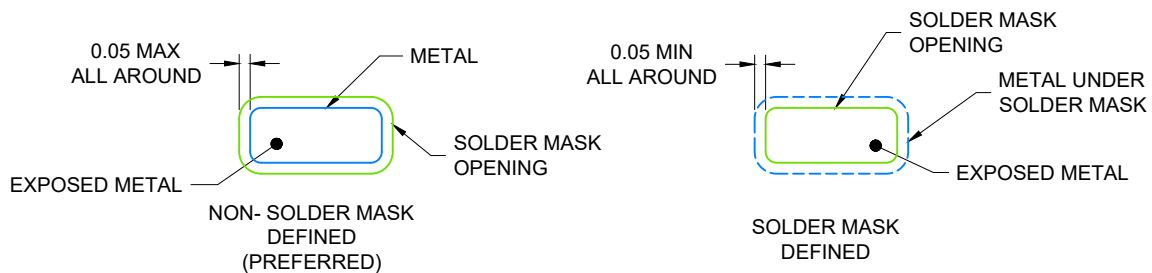 0.05 MAX
ALL AROUND
METAL
SOLDER MASK
OPENING
EXPOSED METAL
NON- SOLDER MASK
DEFINED
(PREFERRED)
0.05 MIN
ALL AROUND
SOLDER MASK
OPENING
METAL UNDER
SOLDER MASK
EXPOSED METAL
SOLDER MASK
DEFINED